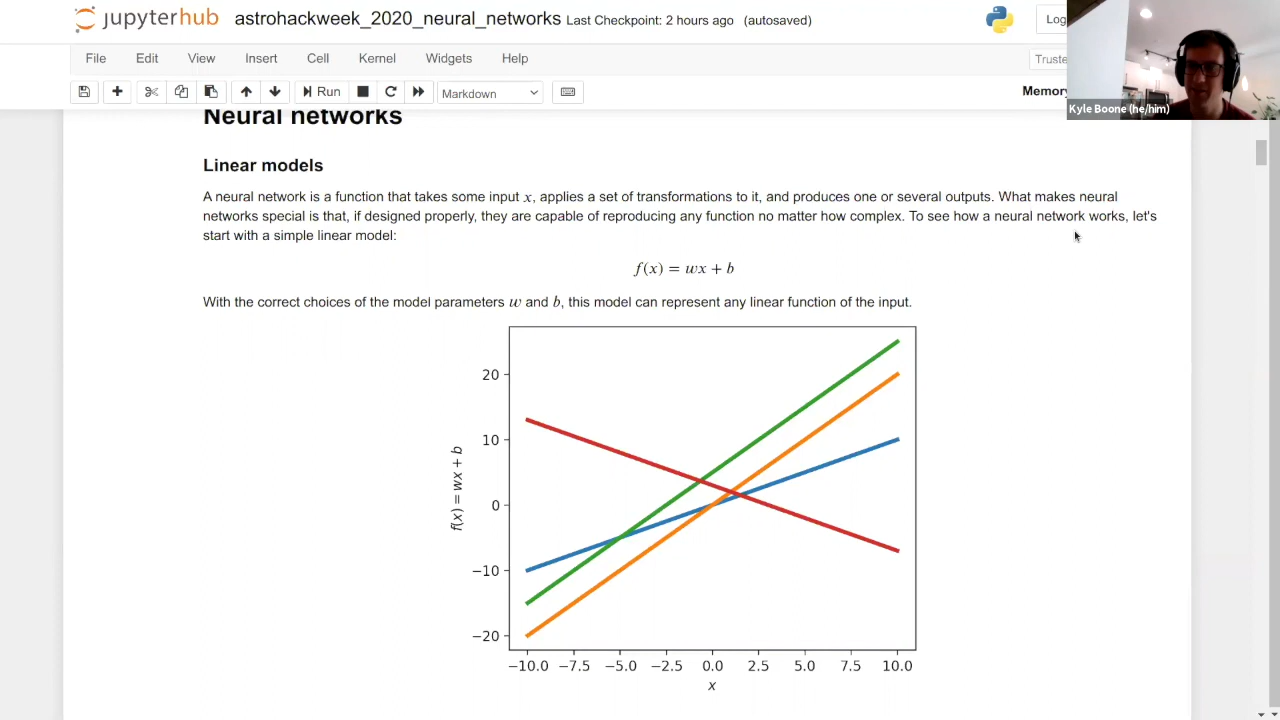 jupyterhub astrohackweek_2020_neural_networks Last Checkpoint: 2 hours ago (autosaved)
Log
File Edit View Insert Cell Kernel Widgets Help
Truste
Run Markdown Memory
Kyle Boone (he/him)
Neural networks
Linear models
A neural network is a function that takes some input x, applies a set of transformations to it, and produces one or several outputs. What makes neural
networks special is that, if designed properly, they are capable of reproducing any function no matter how complex. To see how a neural network works, let's
start with a simple linear model:
f(x) = wx + b
With the correct choices of the model parameters w and b, this model can represent any linear function of the input.
f(x) = wx + b
20
10
0
−10
−20
−10.0 −7.5 −5.0 −2.5 0.0 2.5 5.0 7.5 10.0
x